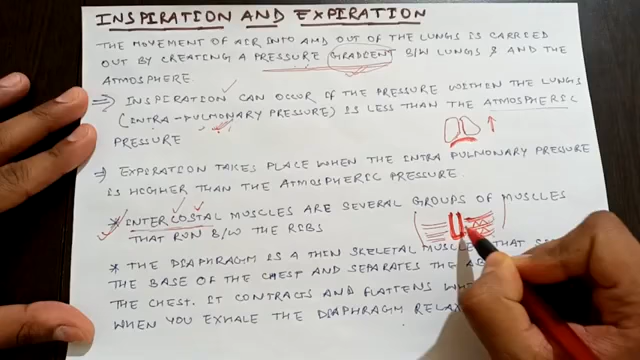 INSPIRATION AND EXPIRATION
THE MOVEMENT OF AIR INTO AND OUT OF THE LUNGS IS CARRIED
OUT BY CREATING A PRESSURE GRADIENT B/W LUNGS & AND THE
ATMOSPHERE
⇒ INSPIRATION CAN OCCUR IF THE PRESSURE WITHIN THE LUNGS
(INTRA-PULMONARY PRESSURE) IS LESS THAN THE ATMOSPHERIC
PRESSURE
⇒ EXPIRATION TAKES PLACE WHEN THE INTRA PULMONARY PRESSURE
IS HIGHER THAN THE ATMOSPHERIC PRESSURE.
* INTERCOSTAL MUSCLES ARE SEVERAL GROUPS OF MUSCLES
THAT RUN B/W THE RIBS
* THE DIAPHRAGM IS A THIN SKELETAL MUSCLE THAT
THE BASE OF THE CHEST AND SEPARATES THE
THE CHEST. IT CONTRACTS AND FLATTENS
WHEN YOU EXHALE THE DIAPHRAGM